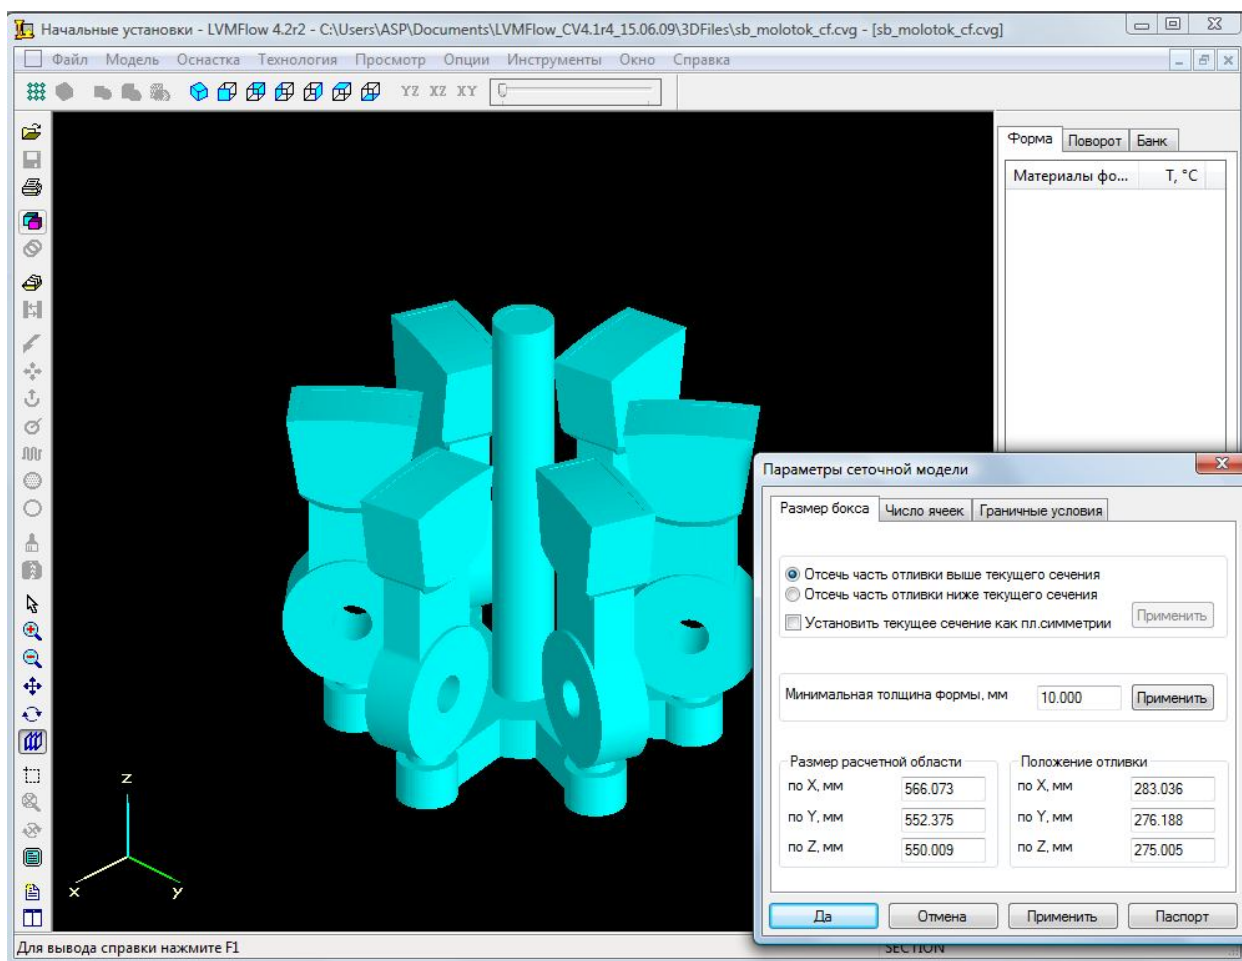 Начальные установки - LVMFlow 4.2r2 - C:\Users\ASP\Documents\LVMFlow_CV4.1r4_15.06.09\3DFiles\sb_molotok_cf.cvg - [sb_molotok_cf.cvg]
Файл Модель Оснастка Технология Просмотр Опции Инструменты Окно Справка
YZ XZ XY
Форма Поворот Банк
Материалы фо... T, °C
Параметры сеточной модели
Размер бокса Число ячеек Граничные условия
Отсечь часть отливки выше текущего сечения
Отсечь часть отливки ниже текущего сечения
Установить текущее сечение как пл.симметрии Применить
Минимальная толщина формы, мм 10.000 Применить
Размер расчетной области Положение отливки
по X, мм 566.073 по X, мм 283.036
по Y, мм 552.375 по Y, мм 276.188
по Z, мм 550.009 по Z, мм 275.005
Да Отмена Применить Паспорт
z
x y
Для вывода справки нажмите F1 SECTION